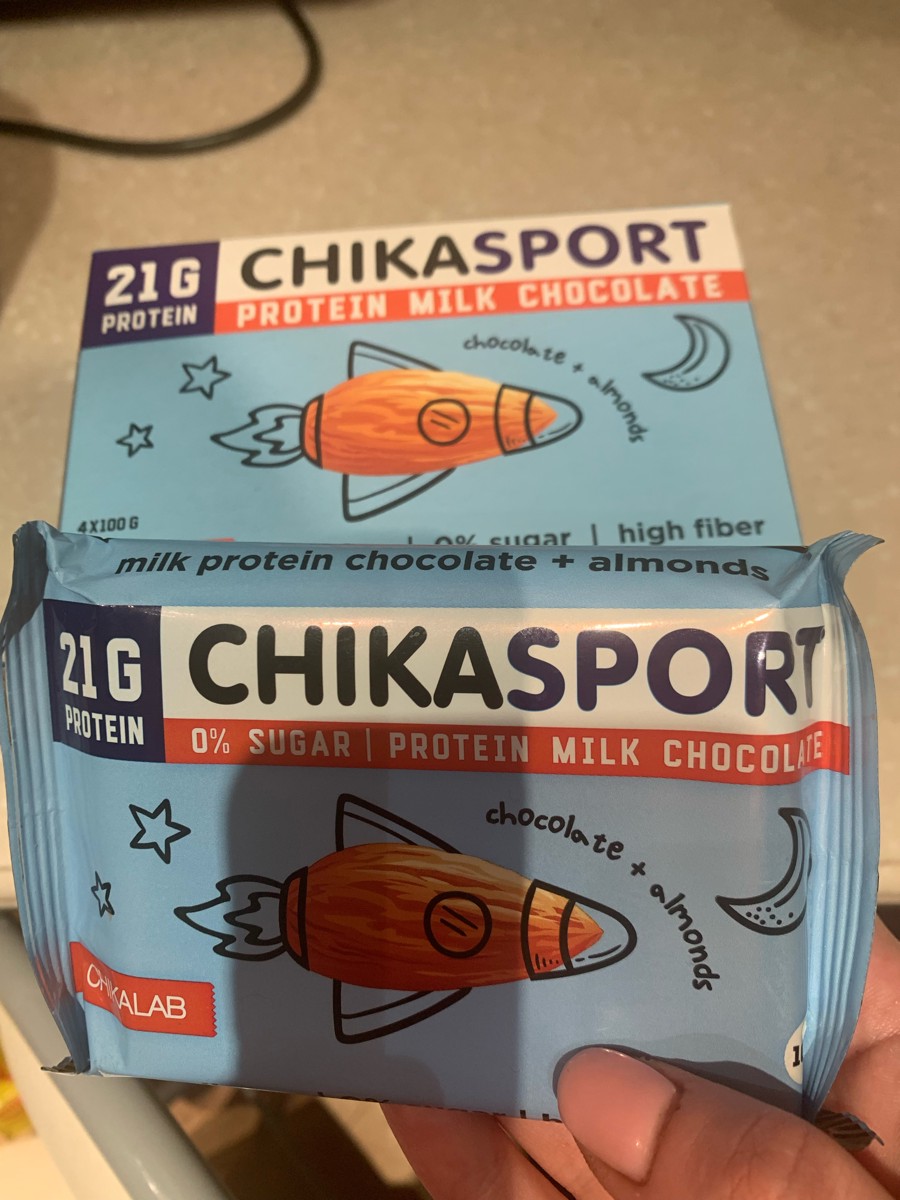 21G
PROTEIN
CHIKASPORT
PROTEIN MILK CHOCOLATE
chocolate + almonds
4X100 G
| 0% sugar | high fiber
milk protein chocolate + almonds
21G
PROTEIN
CHIKASPORT
0% SUGAR | PROTEIN MILK CHOCOLATE
chocolate + almonds
CHIKALAB